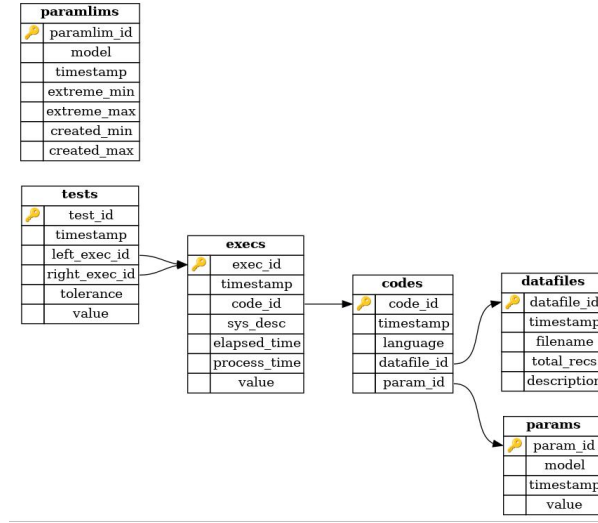 paramlims
paramlim_id
model
timestamp
extreme_min
extreme_max
created_min
created_max
tests
test_id
timestamp
left_exec_id
right_exec_id
tolerance
value
execs
exec_id
timestamp
code_id
sys_desc
elapsed_time
process_time
value
codes
code_id
timestamp
language
datafile_id
param_id
datafiles
datafile_id
timestamp
filename
total_recs
description
params
param_id
model
timestamp
value